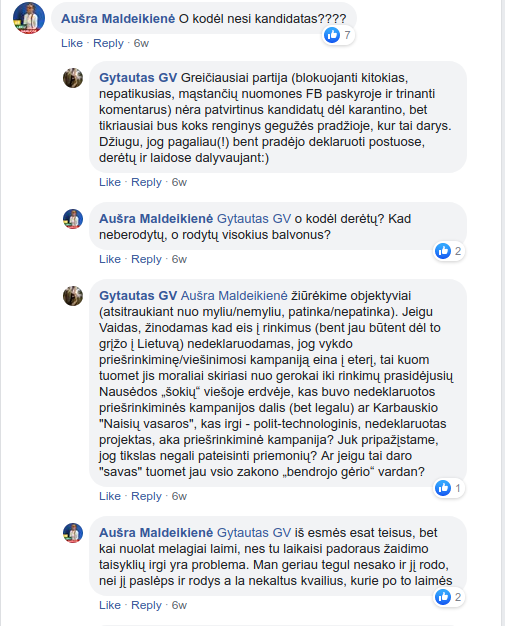 Aušra Maldeikienė O kodėl nesi kandidatas????
7
Like · Reply · 6w
Gytautas GV Greičiausiai partija (blokuojanti kitokias,
nepatikusias, mąstančių nuomones FB paskyroje ir trinanti
komentarus) nėra patvirtinus kandidatų dėl karantino, bet
tikriausiai bus koks renginys gegužės pradžioje, kur tai darys.
Džiugu, jog pagaliau(!) bent pradėjo deklaruoti postuose,
derėtų ir laidose dalyvaujant:)
Like · Reply · 6w
Aušra Maldeikienė Gytautas GV o kodėl derėtų? Kad
neberodytų, o rodytų visokius balvonus?
2
Like · Reply · 6w
Gytautas GV Aušra Maldeikienė žiūrėkime objektyviai
(atsitraukiant nuo myliu/nemyliu, patinka/nepatinka). Jeigu
Vaidas, žinodamas kad eis į rinkimus (bent jau būtent dėl to
grįžo į Lietuvą) nedeklaruodamas, jog vykdo
priešrinkiminę/viešinimosi kampaniją eina į eterį, tai kuom
tuomet jis moraliai skiriasi nuo gerokai iki rinkimų prasidėjusių
Nausėdos „šokių“ viešoje erdvėje, kas buvo nedeklaruotos
priešrinkiminės kampanijos dalis (bet legalu) ar Karbauskio
"Naisių vasaros", kas irgi - polit-technologinis, nedeklaruotas
projektas, aka priešrinkiminė kampanija? Juk pripažįstame,
jog tikslas negali pateisinti priemonių? Ar jeigu tai daro
"savas" tuomet jau vsio zakono „bendrojo gėrio“ vardan?
1
Like · Reply · 6w
Aušra Maldeikienė Gytautas GV iš esmės esat teisus, bet
kai nuolat melagiai laimi, nes tu laikaisi padoraus žaidimo
taisyklių irgi yra problema. Man geriau tegul nesako ir jį rodo,
nei jį paslėps ir rodys a la nekaltus kvailius, kurie po to laimės
2
Like · Reply · 6w